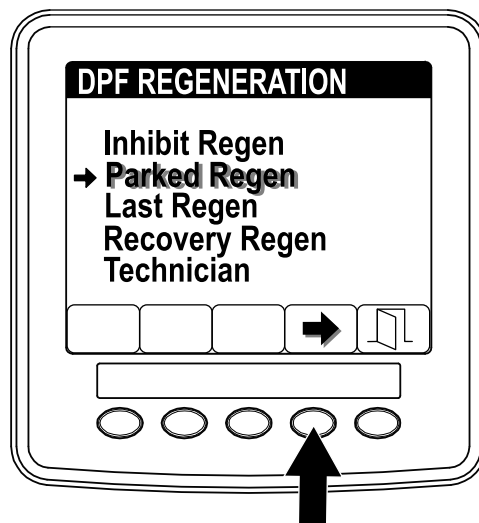 DPF REGENERATION
Inhibit Regen
Parked Regen
Last Regen
Recovery Regen
Technician